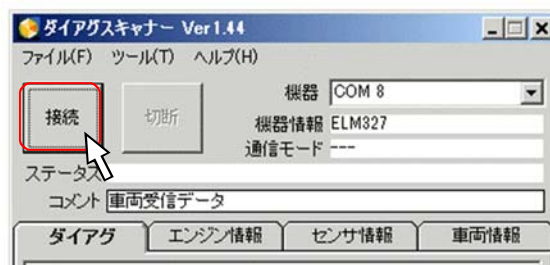 ダイアグスキャナー Ver1.44
ファイル(F) ツール(T) ヘルプ(H)
接続 切断 機器 COM 8
機器情報 ELM327
通信モード ---
ステータス
コメント 車両受信データ
ダイアグ エンジン情報 センサ情報 車両情報